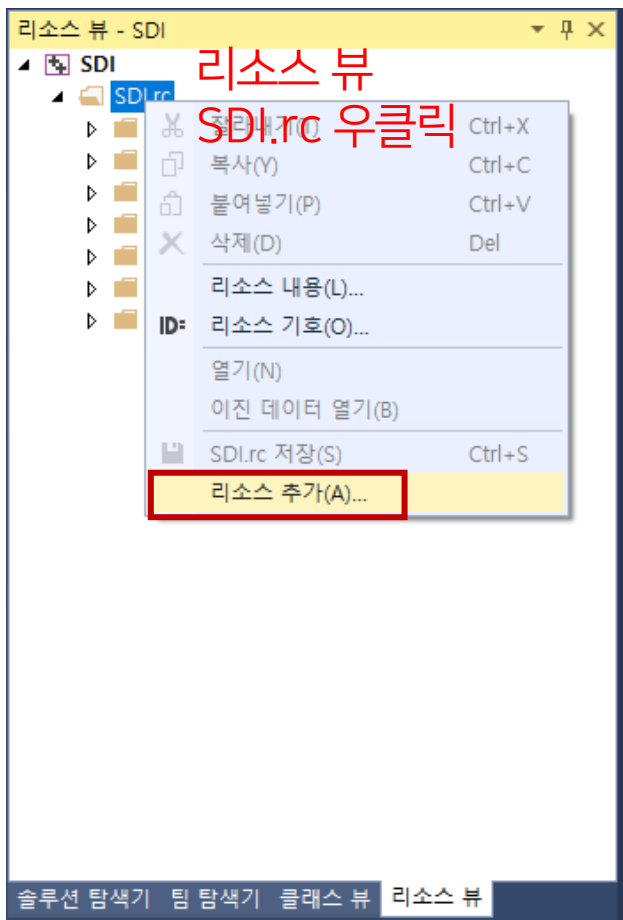 리소스 뷰 - SDI
SDI
리소스 뷰
SDI.rc
SDI.rc 우클릭
잘라내기(T) Ctrl+X
복사(Y) Ctrl+C
붙여넣기(P) Ctrl+V
삭제(D) Del
리소스 내용(L)...
ID= 리소스 기호(O)...
열기(N)
이진 데이터 열기(B)
SDI.rc 저장(S) Ctrl+S
리소스 추가(A)...
솔루션 탐색기 팀 탐색기 클래스 뷰 리소스 뷰